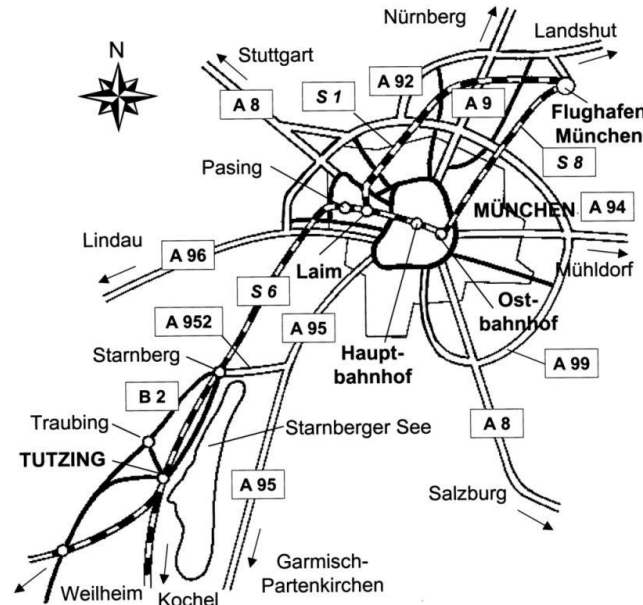 Nürnberg
Landshut
N
Stuttgart
A 92
S 1
A 9
A 8
Flughafen
München
S 8
Pasing
MÜNCHEN
A 94
Lindau
A 96
Laim
Mühldorf
S 6
Ost-
bahnhof
A 952
A 95
Haupt-
bahnhof
Starnberg
A 99
B 2
Traubing
Starnberger See
A 8
TUTZING
A 95
Salzburg
Garmisch-
Partenkirchen
Weilheim
Kochel